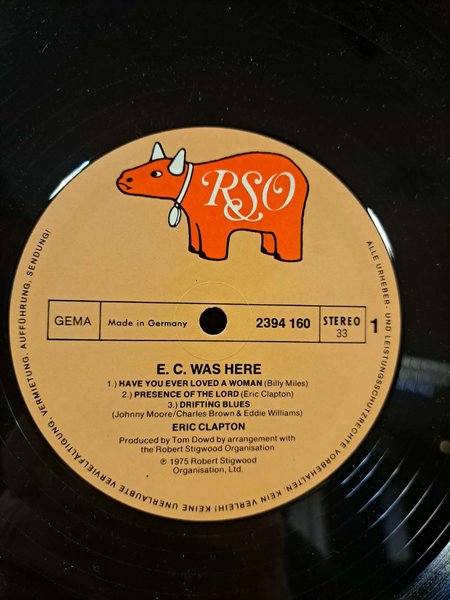 RSO
GEMA
Made in Germany
2394 160
STEREO
33
1
E. C. WAS HERE
1.) HAVE YOU EVER LOVED A WOMAN (Billy Miles)
2.) PRESENCE OF THE LORD (Eric Clapton)
3.) DRIFTING BLUES
(Johnny Moore/Charles Brown & Eddie Williams)
ERIC CLAPTON
Produced by Tom Dowd by arrangement with
the Robert Stigwood Organisation
℗ 1975 Robert Stigwood
Organisation, Ltd.
ALLE URHEBER- UND LEISTUNGSSCHUTZRECHTE VORBEHALTEN. KEIN VERLEIH! KEINE UNERLAUBTE VERVIELFÄLTIGUNG, VERMIETUNG, AUFFÜHRUNG, SENDUNG!